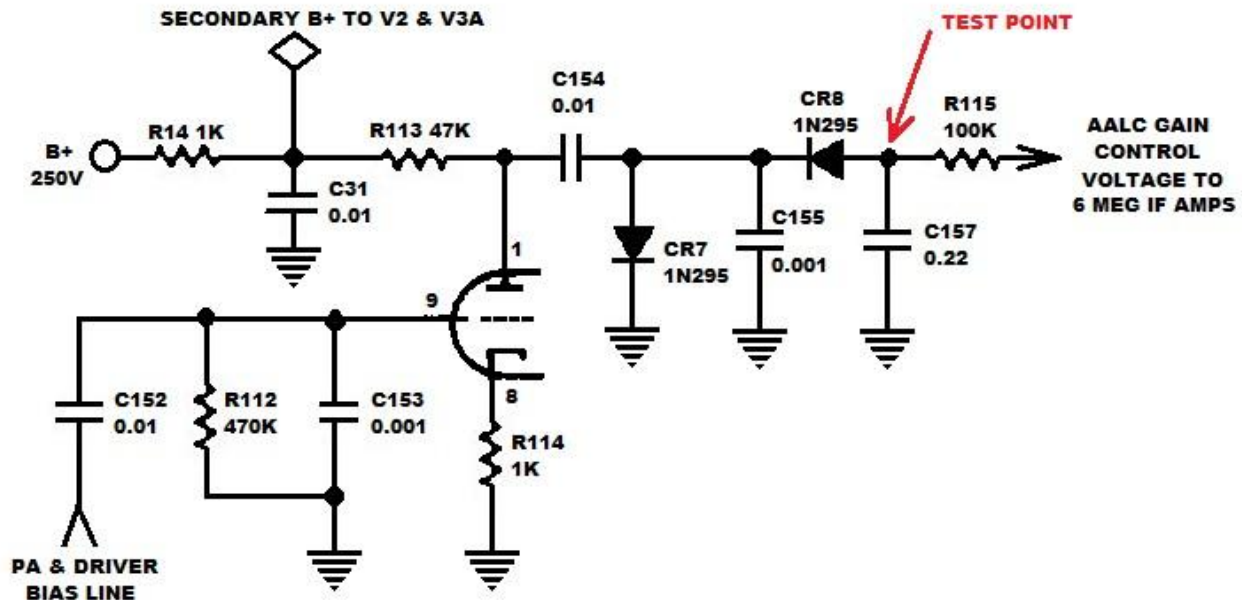 SECONDARY B+ TO V2 & V3A
TEST POINT
C154
0.01
CR8
1N295
R115
100K
R14 1K
R113 47K
B+
250V
AALC GAIN
CONTROL
VOLTAGE TO
6 MEG IF AMPS
C31
0.01
CR7
1N295
C155
0.001
C157
0.22
1
9
8
C152
0.01
R112
470K
C153
0.001
R114
1K
PA & DRIVER
BIAS LINE